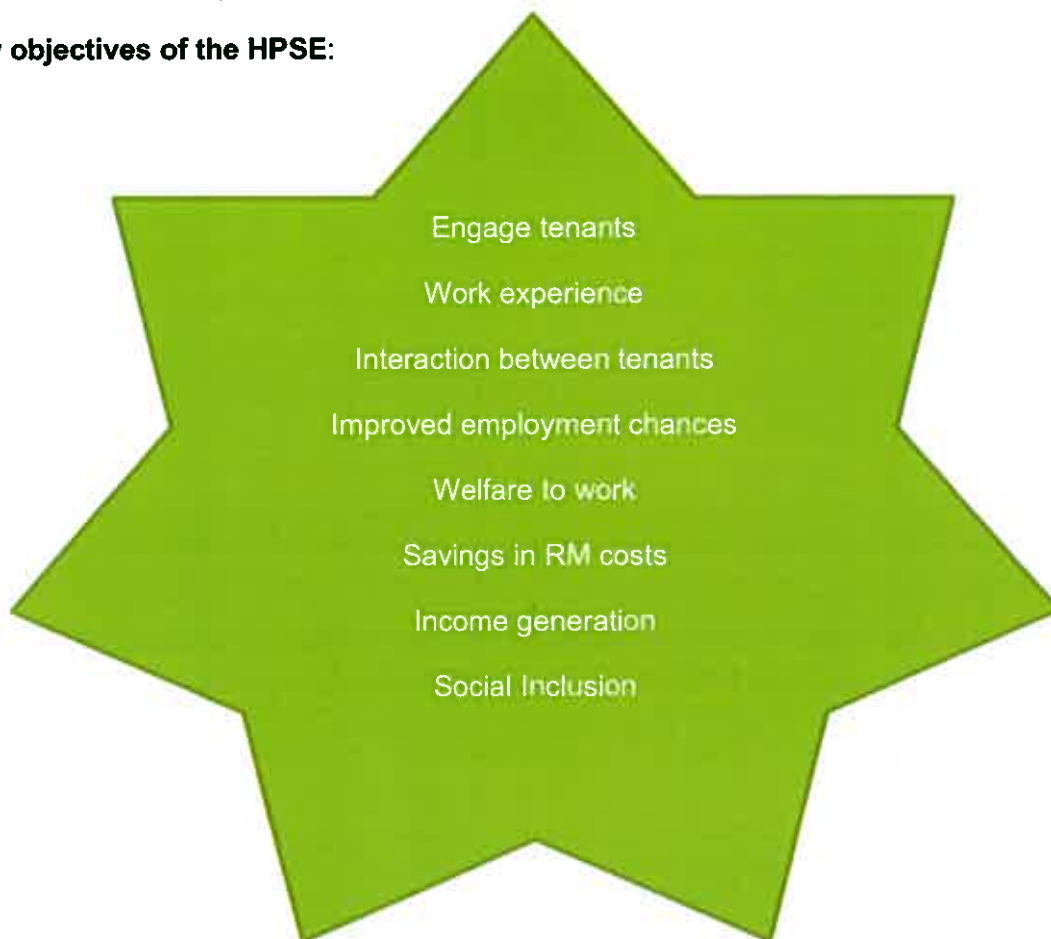 objectives of the HPSE:
Engage tenants
Work experience
Interaction between tenants
Improved employment chances
Welfare to work
Savings in RM costs
Income generation
Social Inclusion